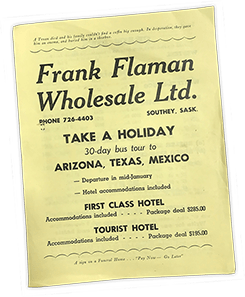 A Texan died and his family couldn't find a coffin big enough. In desperation, they gave
him an enema, and buried him in a shoebox.
Frank Flaman
Wholesale Ltd.
PHONE 726-4403 SOUTHEY, SASK.
TAKE A HOLIDAY
30-day bus tour to
ARIZONA, TEXAS, MEXICO
— Departure in mid-January
— Hotel accommodations included
FIRST CLASS HOTEL
Accommodations included - - - - Package deal $285.00
TOURIST HOTEL
Accommodations included - - - - Package deal $195.00
A sign on a Funeral Home . . . "Pay Now — Go Later"